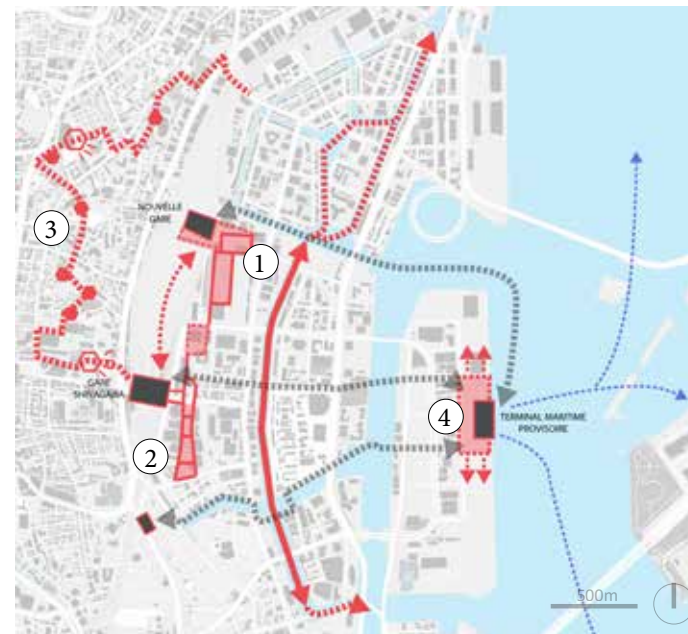 3
NOUVELLE
GARE
1
GARE
SHINAGAWA
2
4
TERMINAL MARITIME
PROVISOIRE
500m